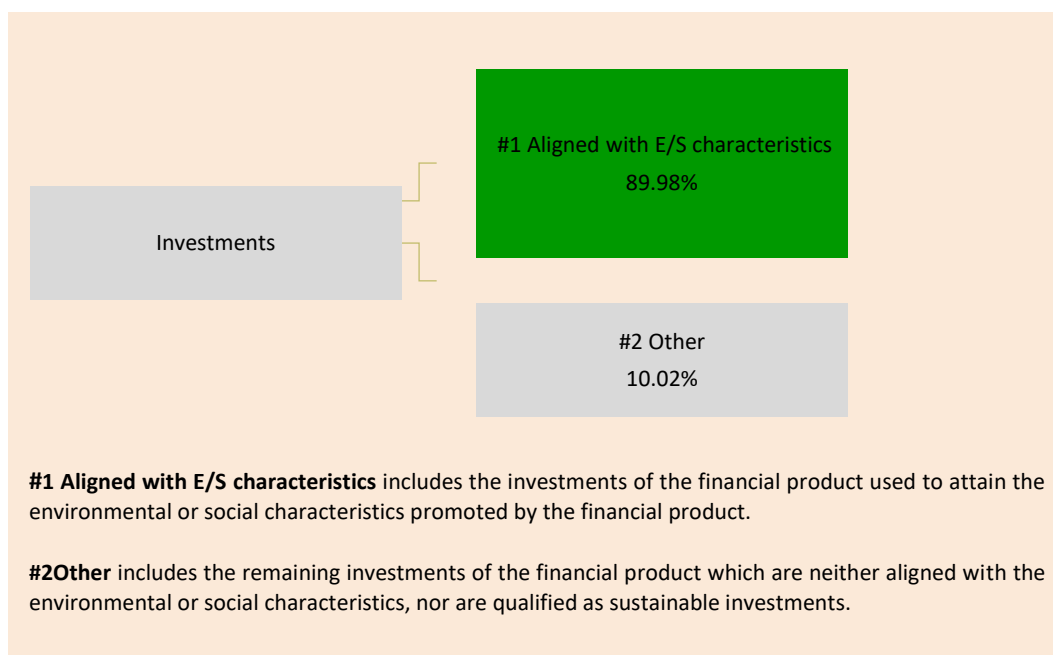 #1 Aligned with E/S characteristics
89.98%
Investments
#2 Other
10.02%
#1 Aligned with E/S characteristics includes the investments of the financial product used to attain the
environmental or social characteristics promoted by the financial product.
#2Other includes the remaining investments of the financial product which are neither aligned with the
environmental or social characteristics, nor are qualified as sustainable investments.